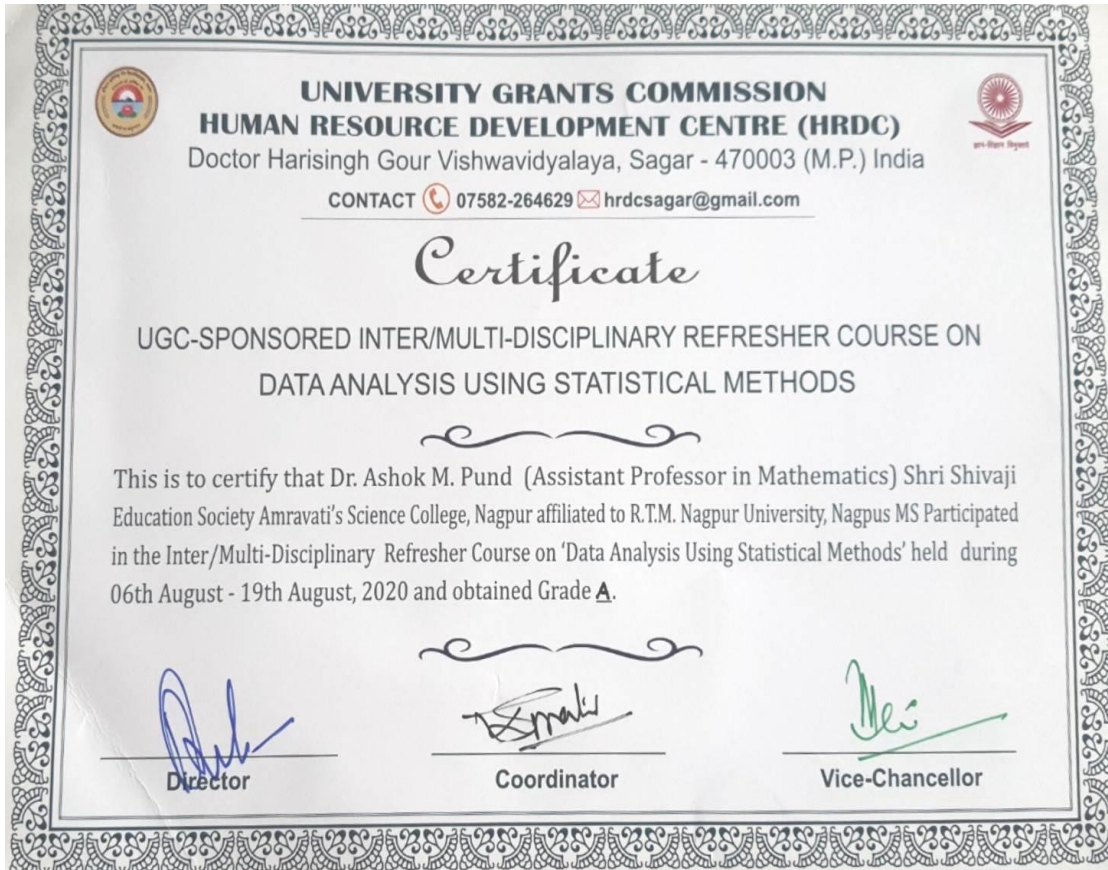 UNIVERSITY GRANTS COMMISSION
HUMAN RESOURCE DEVELOPMENT CENTRE (HRDC)
Doctor Harisingh Gour Vishwavidyalaya, Sagar - 470003 (M.P.) India
CONTACT 07582-264629 hrdcsagar@gmail.com
ज्ञान-विज्ञान विमुक्तये
Certificate
UGC-SPONSORED INTER/MULTI-DISCIPLINARY REFRESHER COURSE ON
DATA ANALYSIS USING STATISTICAL METHODS
This is to certify that Dr. Ashok M. Pund (Assistant Professor in Mathematics) Shri Shivaji
Education Society Amravati's Science College, Nagpur affiliated to R.T.M. Nagpur University, Nagpus MS Participated
in the Inter/Multi-Disciplinary Refresher Course on 'Data Analysis Using Statistical Methods' held during
06th August - 19th August, 2020 and obtained Grade A.
Director
Coordinator
Vice-Chancellor